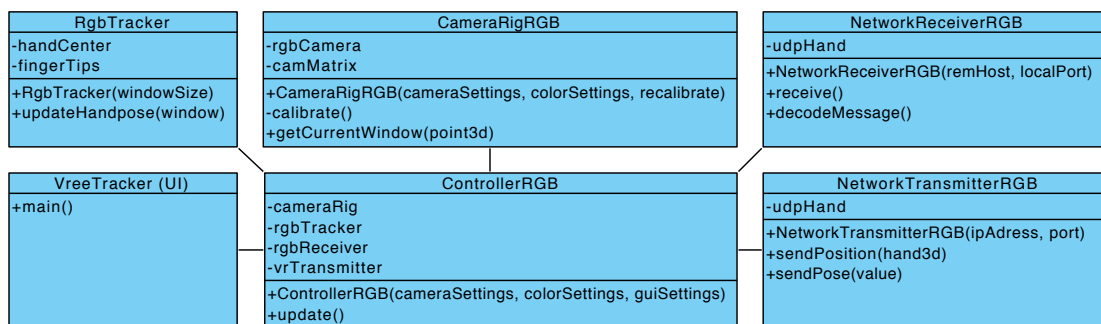 RgbTracker
-handCenter
-fingerTips
+RgbTracker(windowSize)
+updateHandpose(window)
CameraRigRGB
-rgbCamera
-camMatrix
+CameraRigRGB(cameraSettings, colorSettings, recalibrate)
-calibrate()
+getCurrentWindow(point3d)
NetworkReceiverRGB
-udpHand
+NetworkReceiverRGB(remHost, localPort)
+receive()
+decodeMessage()
VreeTracker (UI)
+main()
ControllerRGB
-cameraRig
-rgbTracker
-rgbReceiver
-vrTransmitter
+ControllerRGB(cameraSettings, colorSettings, guiSettings)
+update()
NetworkTransmitterRGB
-udpHand
+NetworkTransmitterRGB(ipAdress, port)
+sendPosition(hand3d)
+sendPose(value)